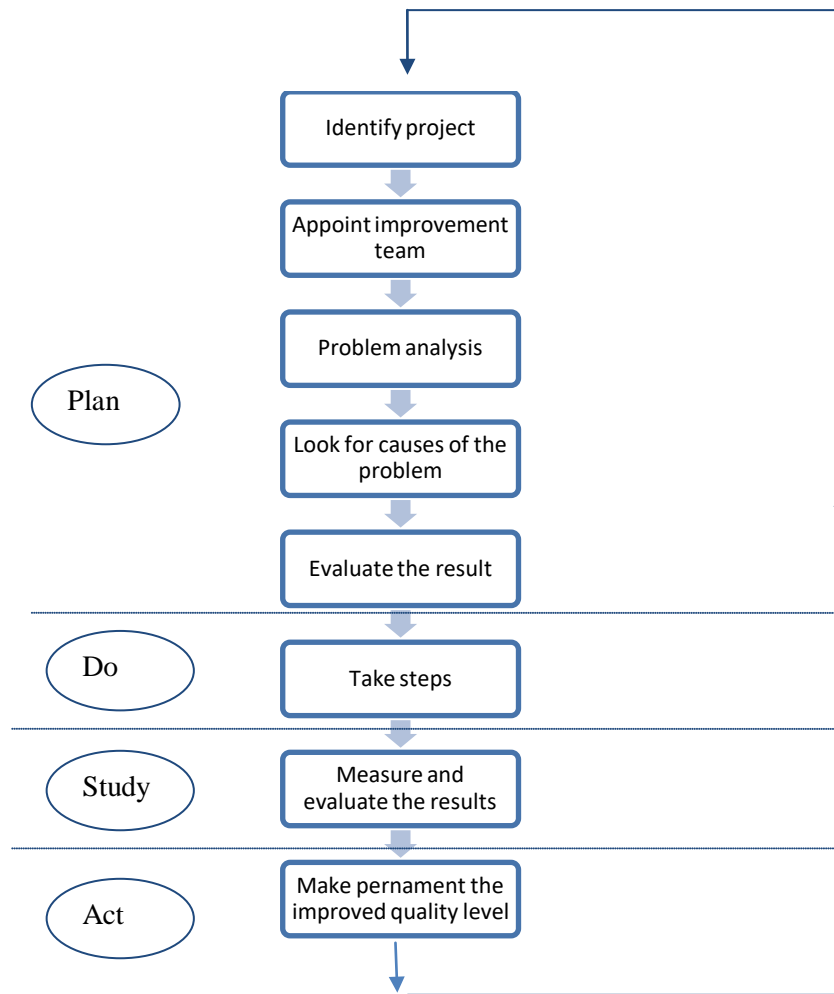 Identify project
Appoint improvement
team
Problem analysis
Plan
Look for causes of the
problem
Evaluate the result
Do
Take steps
Study
Measure and
evaluate the results
Act
Make pernament the
improved quality level